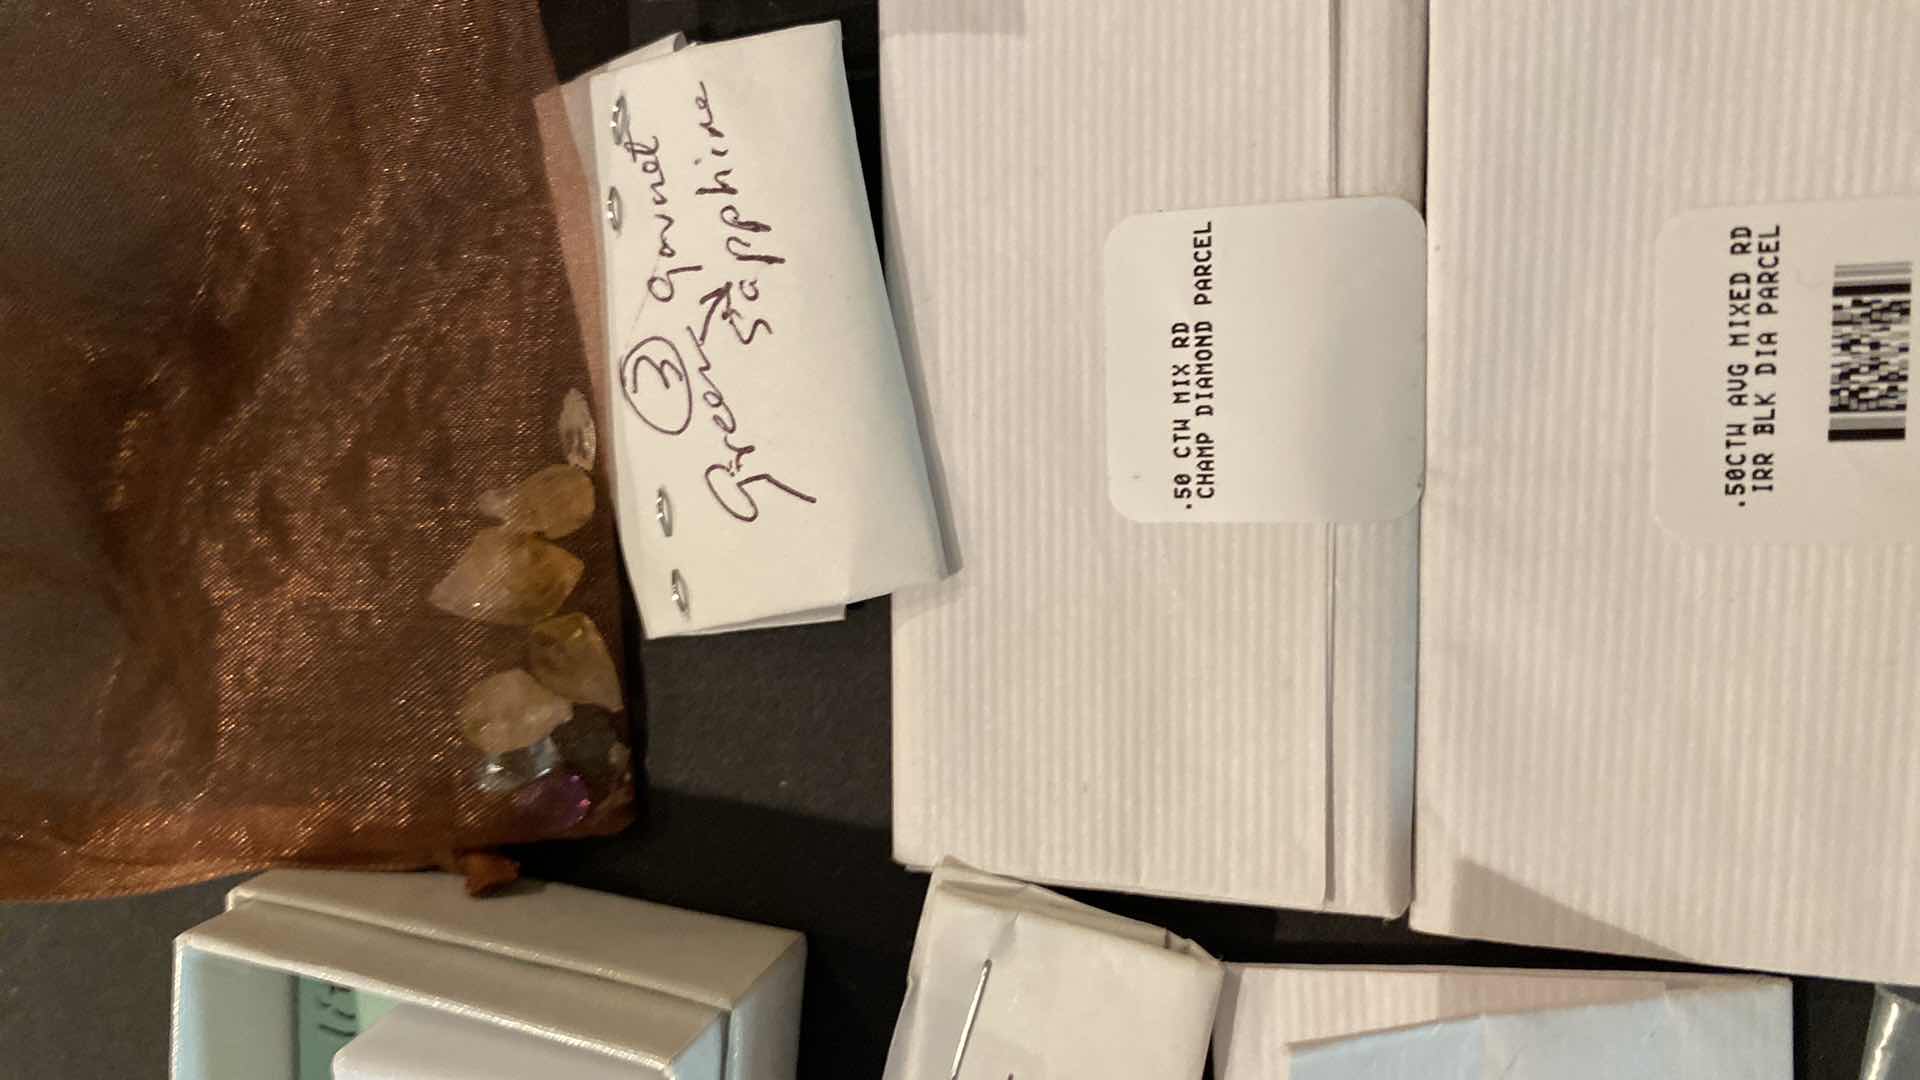 ③ garnet
Green → sapphire
.50 CTW MIX RD
CHAMP DIAMOND PARCEL
.50CTW AVG MIXED RD
IRR BLK DIA PARCEL